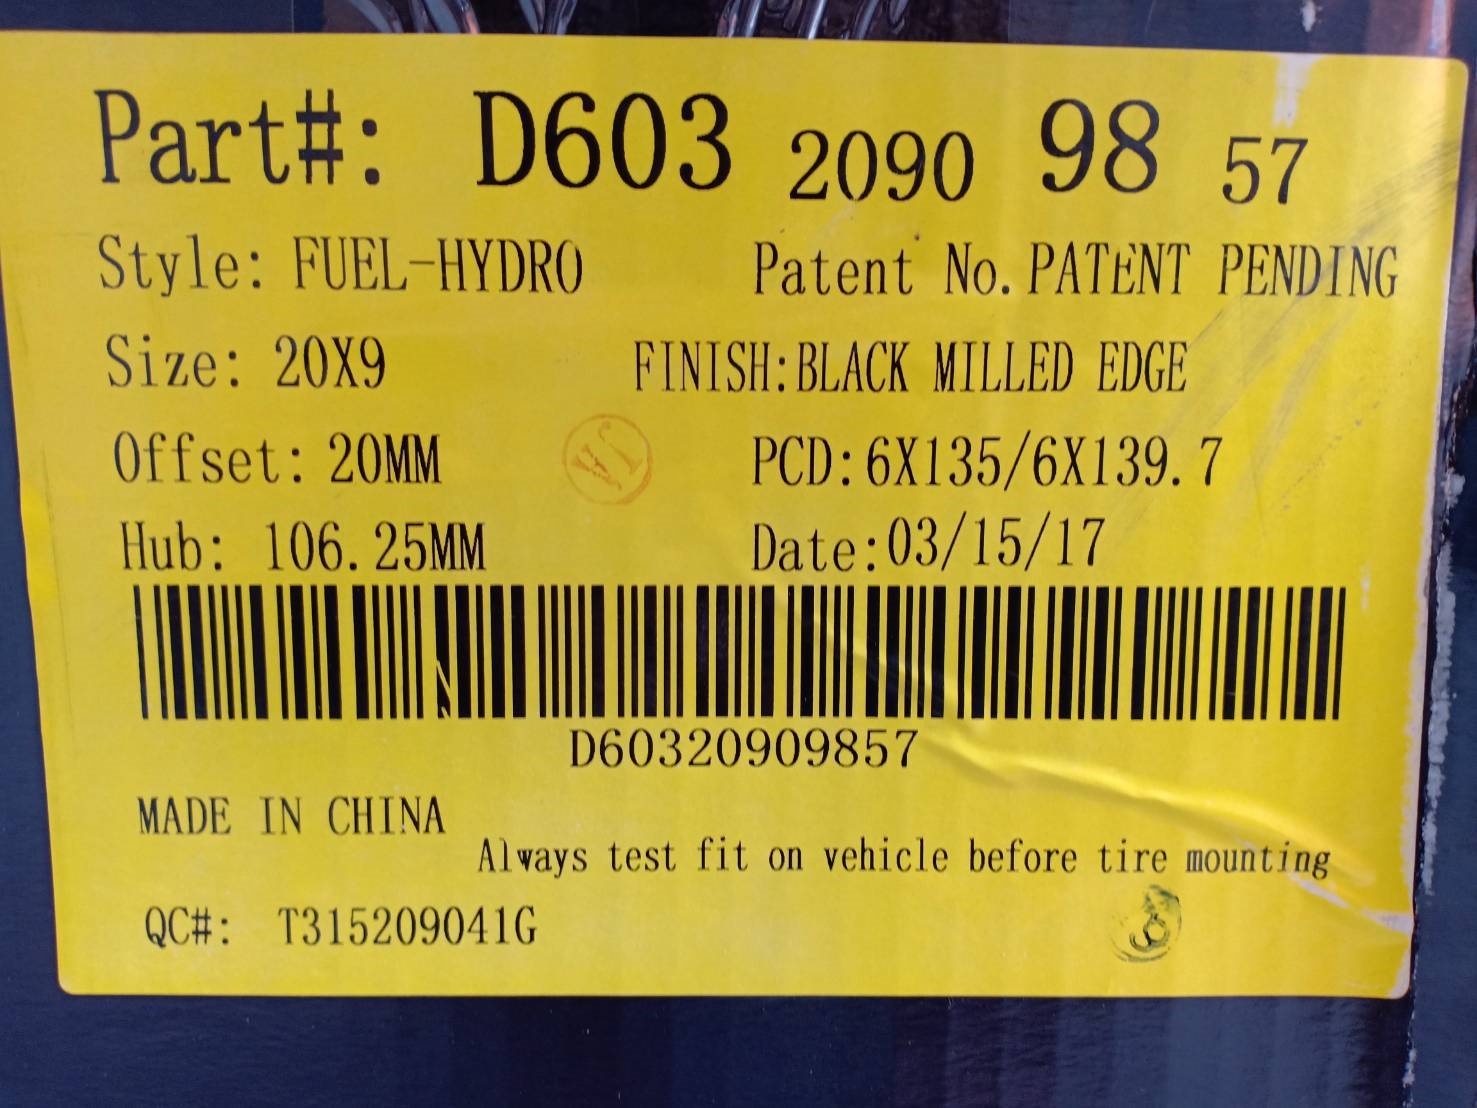 Part#: D603 2090 98 57
Style: FUEL-HYDRO Patent No. PATENT PENDING
Size: 20X9 FINISH:BLACK MILLED EDGE
Offset: 20MM PCD:6X135/6X139.7
Hub: 106.25MM Date:03/15/17
D60320909857
MADE IN CHINA
Always test fit on vehicle before tire mounting
QC#: T315209041G